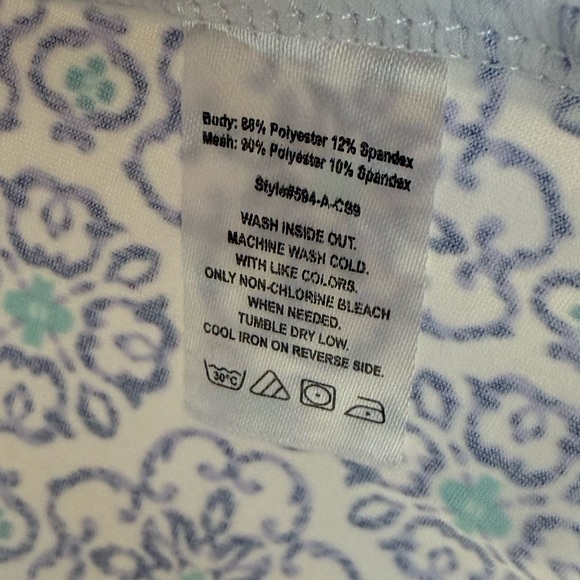 Body: 88% Polyester 12% Spandex
Mesh: 90% Polyester 10% Spandex
Style#594-A-CS9
WASH INSIDE OUT.
MACHINE WASH COLD.
WITH LIKE COLORS.
ONLY NON-CHLORINE BLEACH
WHEN NEEDED.
TUMBLE DRY LOW.
COOL IRON ON REVERSE SIDE.
30°C